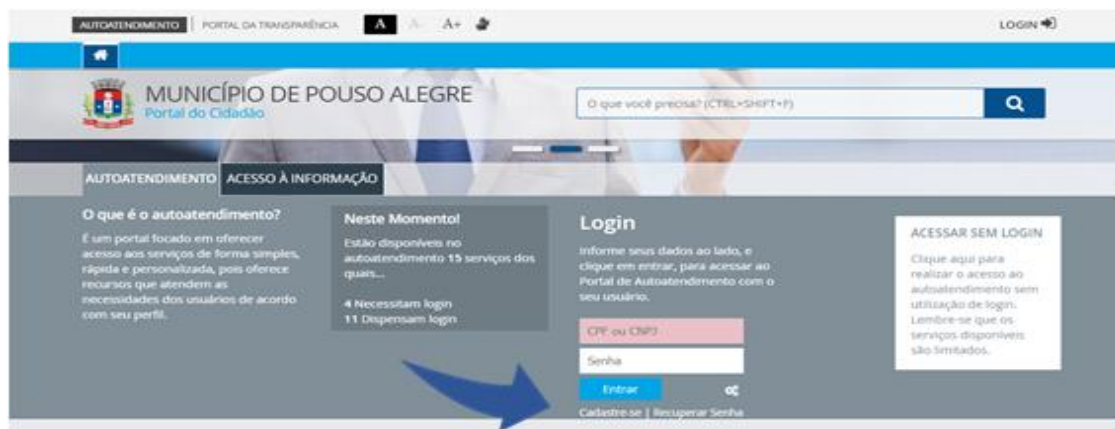 AUTOATENDIMENTO | PORTAL DA TRANSPARÊNCIA A A- A+
LOGIN
MUNICÍPIO DE POUSO ALEGRE
Portal do Cidadão
O que você precisa? (CTRL+SHIFT+F)
AUTOATENDIMENTO ACESSO À INFORMAÇÃO
O que é o autoatendimento?
É um portal focado em oferecer
acesso aos serviços de forma simples,
rápida e personalizada, pois oferece
recursos que atendem as
necessidades dos usuários de acordo
com seu perfil.
Neste Momento!
Estão disponíveis no
autoatendimento 15 serviços dos
quais...
4 Necessitam login
11 Dispensam login
Login
Informe seus dados ao lado, e
clique em entrar, para acessar ao
Portal de Autoatendimento com o
seu usuário.
CPF ou CNPJ
Senha
Entrar
Cadastre-se | Recuperar Senha
ACESSAR SEM LOGIN
Clique aqui para
realizar o acesso ao
autoatendimento sem
utilização de login.
Lembre-se que os
serviços disponíveis
são limitados.